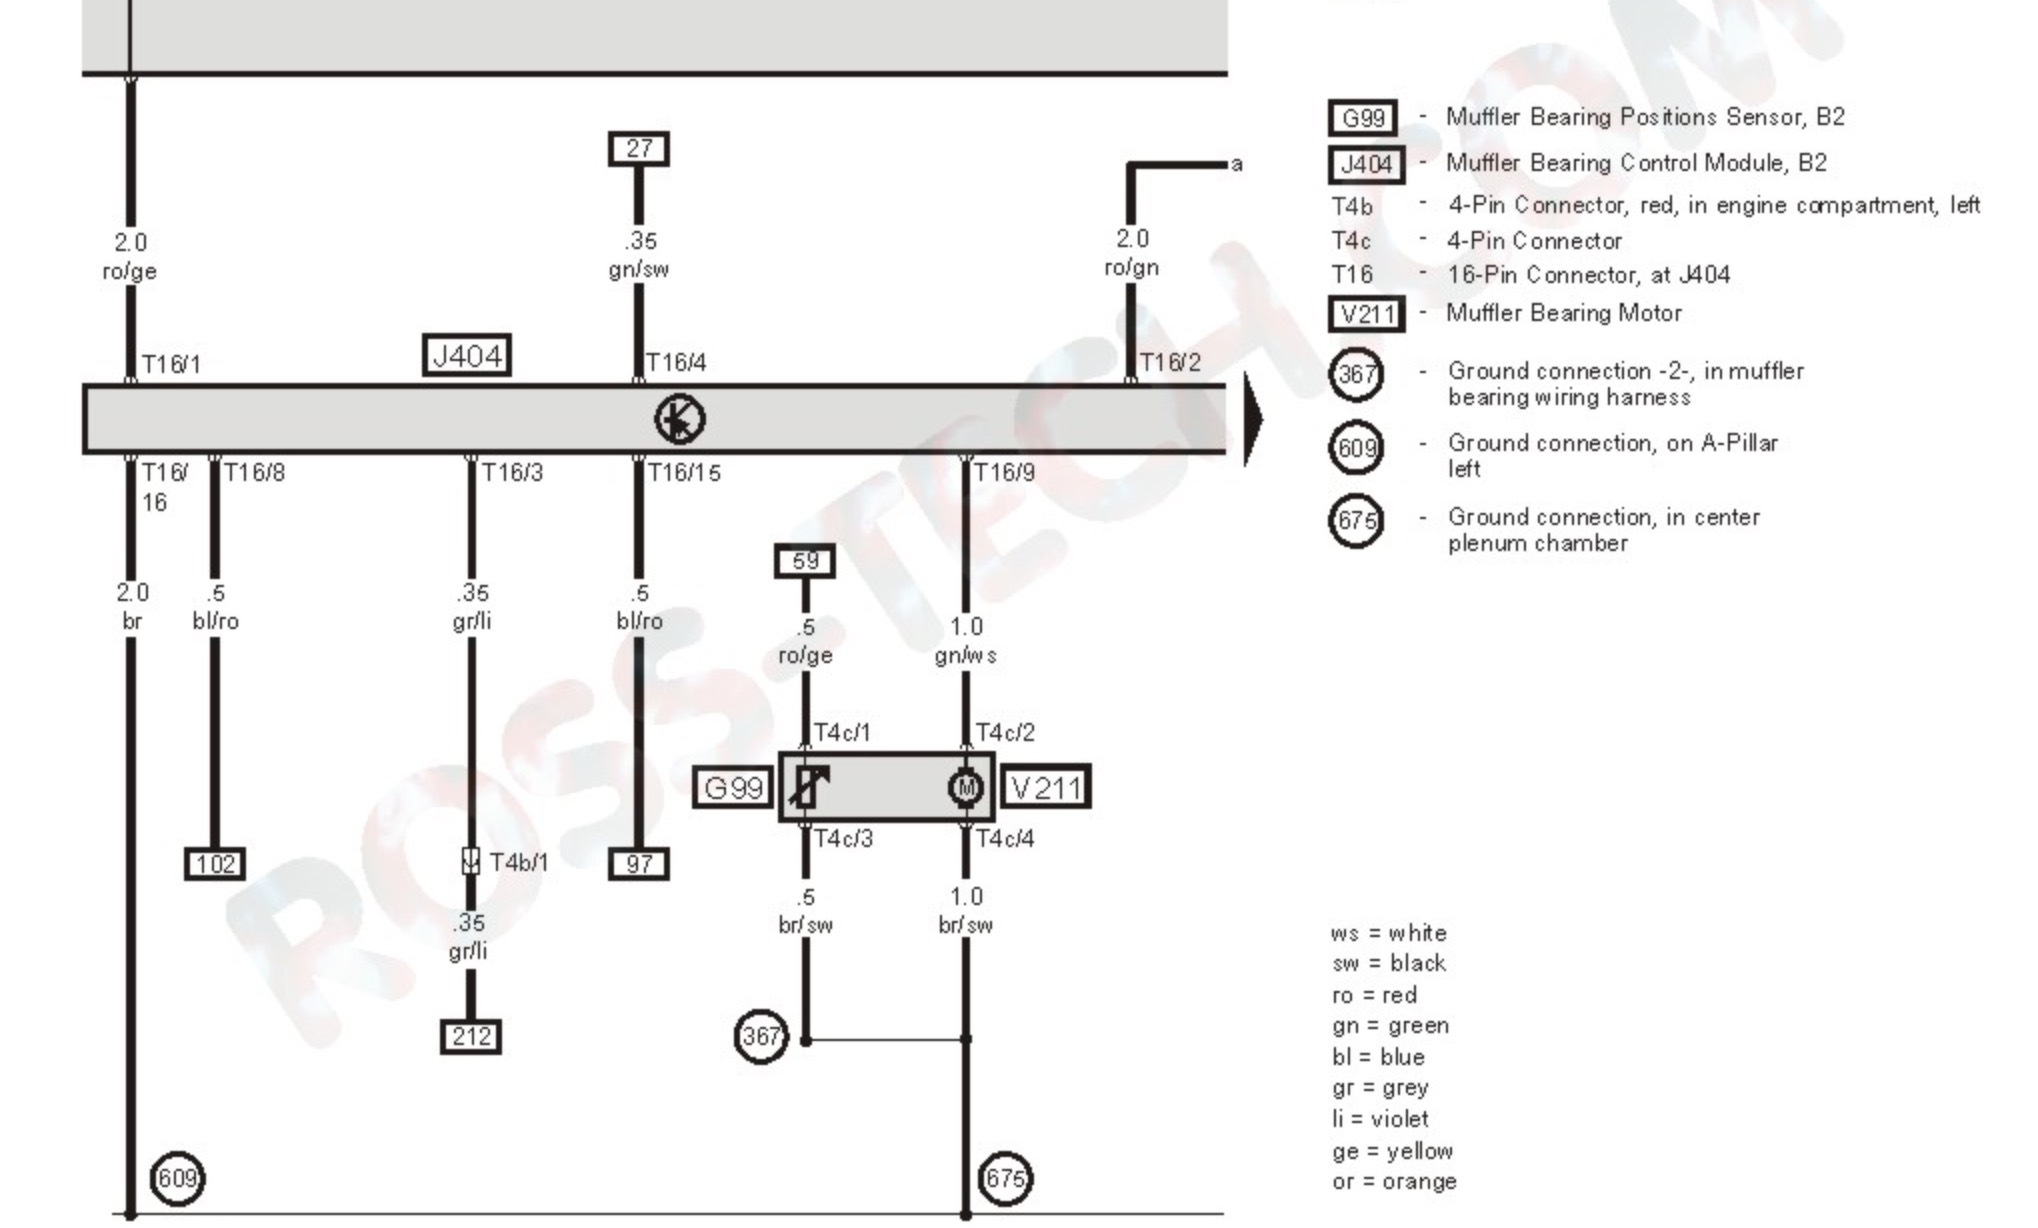 27
a
2.0
ro/ge
.35
gn/sw
2.0
ro/gn
T16/1
J404
T16/4
T16/2
T16/
16
T16/8
T16/3
T16/15
T16/9
59
2.0
br
.5
bl/ro
.35
gr/li
.5
bl/ro
.5
ro/ge
1.0
gn/ws
T4c/1
T4c/2
G99
M
V211
T4c/3
T4c/4
102
T4b/1
97
.35
gr/li
.5
br/sw
1.0
br/sw
212
367
609
675
G99 - Muffler Bearing Positions Sensor, B2
J404 - Muffler Bearing Control Module, B2
T4b - 4-Pin Connector, red, in engine compartment, left
T4c - 4-Pin Connector
T16 - 16-Pin Connector, at J404
V211 - Muffler Bearing Motor
367 - Ground connection -2-, in muffler
bearing wiring harness
609 - Ground connection, on A-Pillar
left
675 - Ground connection, in center
plenum chamber
ws = white
sw = black
ro = red
gn = green
bl = blue
gr = grey
li = violet
ge = yellow
or = orange
ROSS-TECH.COM